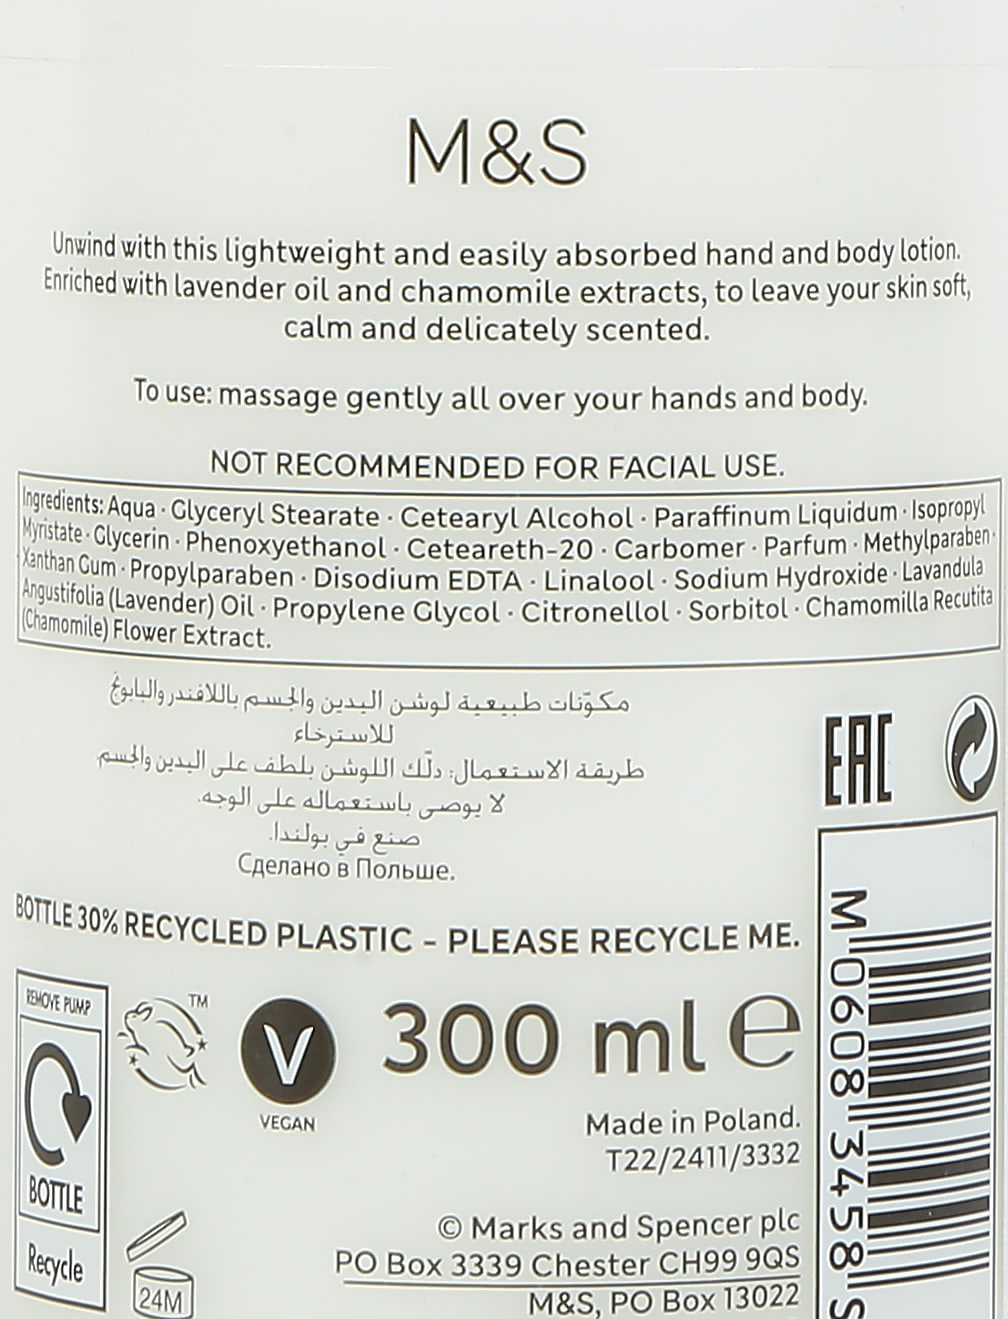 M&S
Unwind with this lightweight and easily absorbed hand and body lotion.
Enriched with lavender oil and chamomile extracts, to leave your skin soft,
calm and delicately scented.
To use: massage gently all over your hands and body.
NOT RECOMMENDED FOR FACIAL USE.
Ingredients: Aqua · Glyceryl Stearate · Cetearyl Alcohol · Paraffinum Liquidum · Isopropyl
Myristate · Glycerin · Phenoxyethanol · Ceteareth-20 · Carbomer · Parfum · Methylparaben ·
Xanthan Gum · Propylparaben · Disodium EDTA · Linalool · Sodium Hydroxide · Lavandula
Angustifolia (Lavender) Oil · Propylene Glycol · Citronellol · Sorbitol · Chamomilla Recutita
(Chamomile) Flower Extract.
مكوّنات طبيعية لوشن اليدين والجسم باللافندر والبابونج
للاسترخاء
طريقة الاستعمال: دلّك اللوشن بلطف على اليدين والجسم
لا يوصى باستعماله على الوجه.
صنع في بولندا.
Сделано в Польше.
EAC
BOTTLE 30% RECYCLED PLASTIC - PLEASE RECYCLE ME.
REMOVE PUMP
BOTTLE
Recycle
TM
V
VEGAN
300 ml e
Made in Poland.
T22/2411/3332
24M
© Marks and Spencer plc
PO Box 3339 Chester CH99 9QS
M&S, PO Box 13022
M 0608 3458 S